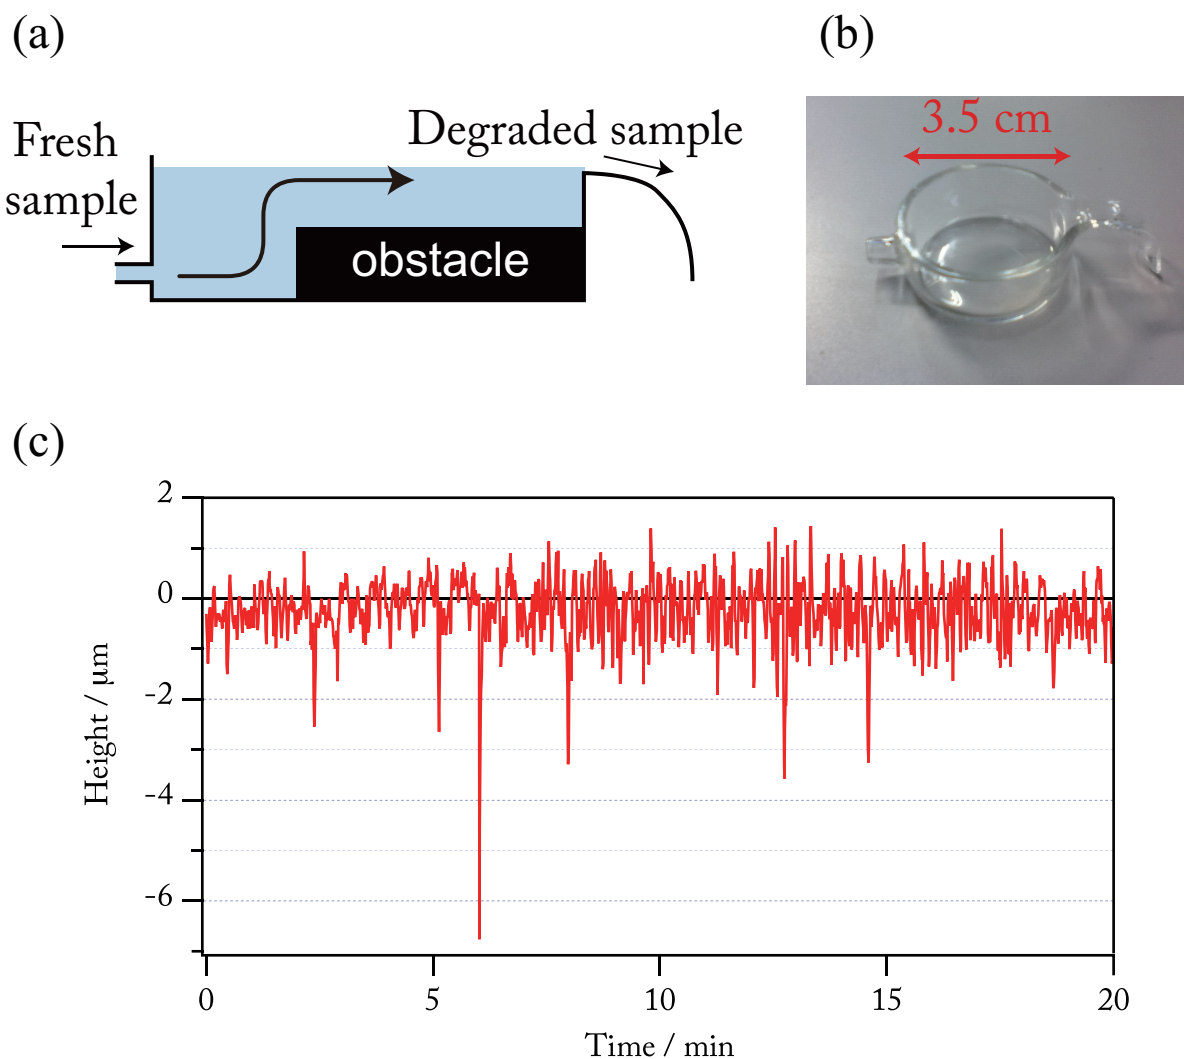 (a)
Fresh
sample
Degraded sample
obstacle
(b)
3.5 cm
(c)
Height / μm
2
0
-2
-4
-6
0 5 10 15 20
Time / min